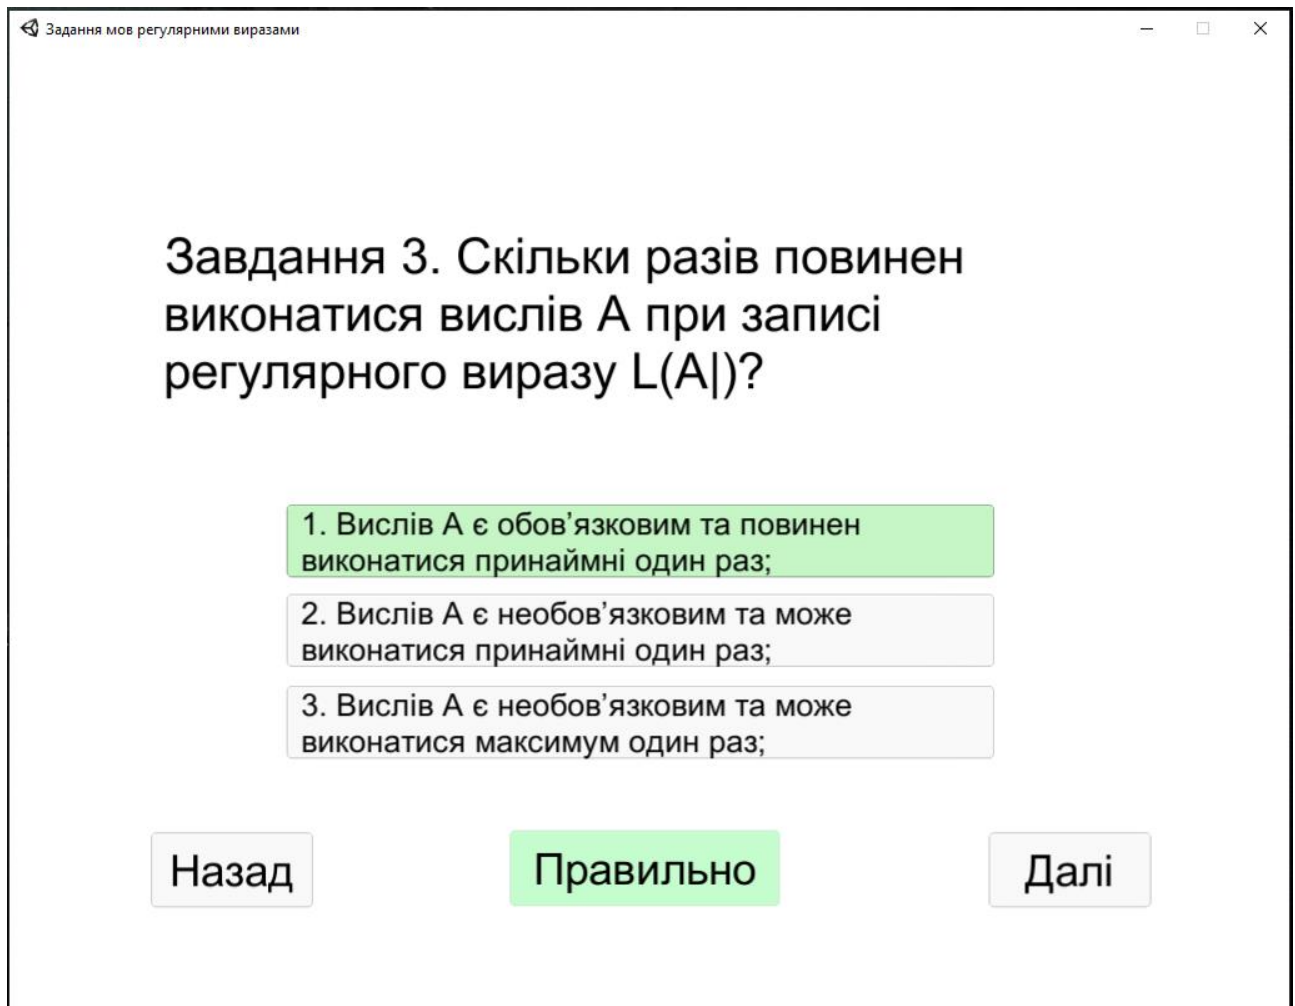 Задання мов регулярними виразами
Завдання 3. Скільки разів повинен
виконатися вислів А при записі
регулярного виразу L(A|)?
1. Вислів А є обов’язковим та повинен
виконатися принаймні один раз;
2. Вислів А є необов’язковим та може
виконатися принаймні один раз;
3. Вислів А є необов’язковим та може
виконатися максимум один раз;
Назад
Правильно
Далі